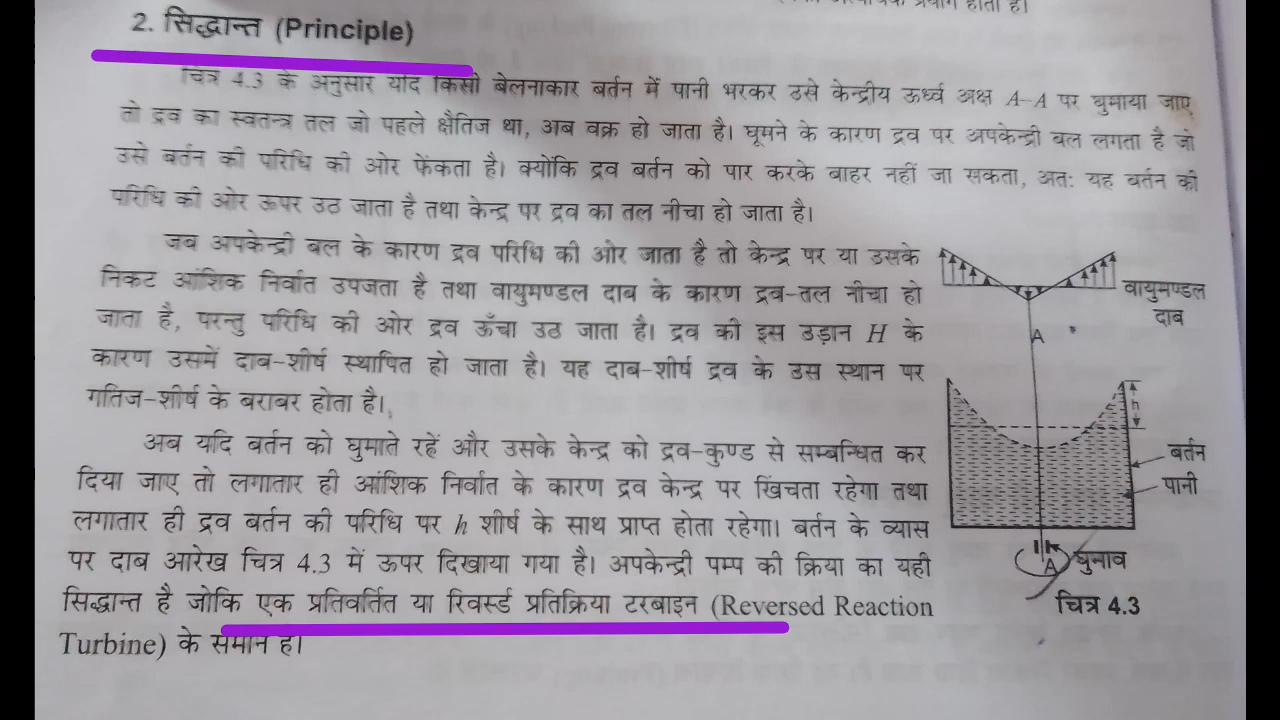 प्रयोग होता है।
2. सिद्धान्त (Principle)
चित्र 4.3 के अनुसार यदि किसी बेलनाकार बर्तन में पानी भरकर उसे केन्द्रीय ऊर्ध्व अक्ष A–A पर घुमाया जाए
तो द्रव का स्वतन्त्र तल जो पहले क्षैतिज था, अब वक्र हो जाता है। घूमने के कारण द्रव पर अपकेन्द्री बल लगता है जो
उसे बर्तन की परिधि की ओर फेंकता है। क्योंकि द्रव बर्तन को पार करके बाहर नहीं जा सकता, अतः यह बर्तन की
परिधि की ओर ऊपर उठ जाता है तथा केन्द्र पर द्रव का तल नीचा हो जाता है।
जब अपकेन्द्री बल के कारण द्रव परिधि की ओर जाता है तो केन्द्र पर या उसके
निकट आंशिक निर्वात उपजता है तथा वायुमण्डल दाब के कारण द्रव-तल नीचा हो
जाता है, परन्तु परिधि की ओर द्रव ऊँचा उठ जाता है। द्रव की इस उड़ान H के
कारण उसमें दाब-शीर्ष स्थापित हो जाता है। यह दाब-शीर्ष द्रव के उस स्थान पर
गतिज-शीर्ष के बराबर होता है।
अब यदि बर्तन को घुमाते रहें और उसके केन्द्र को द्रव-कुण्ड से सम्बन्धित कर
दिया जाए तो लगातार ही आंशिक निर्वात के कारण द्रव केन्द्र पर खिंचता रहेगा तथा
लगातार ही द्रव बर्तन की परिधि पर h शीर्ष के साथ प्राप्त होता रहेगा। बर्तन के व्यास
पर दाब आरेख चित्र 4.3 में ऊपर दिखाया गया है। अपकेन्द्री पम्प की क्रिया का यही
सिद्धान्त है जोकि एक प्रतिवर्तित या रिवर्स्ड प्रतिक्रिया टरबाइन (Reversed Reaction
Turbine) के समान है।
वायुमण्डल
दाब
A
h
बर्तन
पानी
A
घुमाव
चित्र 4.3